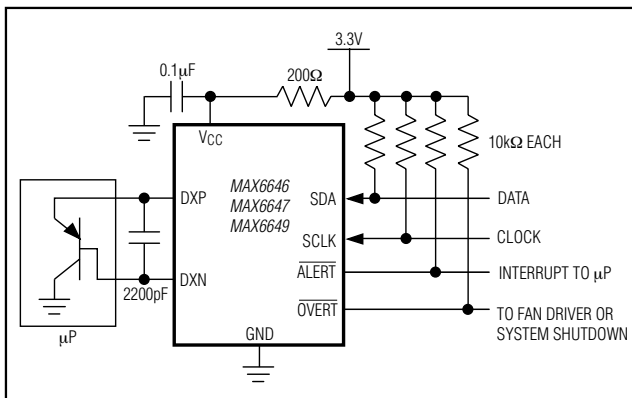 3.3V
0.1μF
200Ω
VCC
10kΩ EACH
DXP
MAX6646
MAX6647
MAX6649
SDA
DATA
SCLK
CLOCK
DXN
ALERT
INTERRUPT TO μP
2200pF
OVERT
TO FAN DRIVER OR
SYSTEM SHUTDOWN
GND
μP